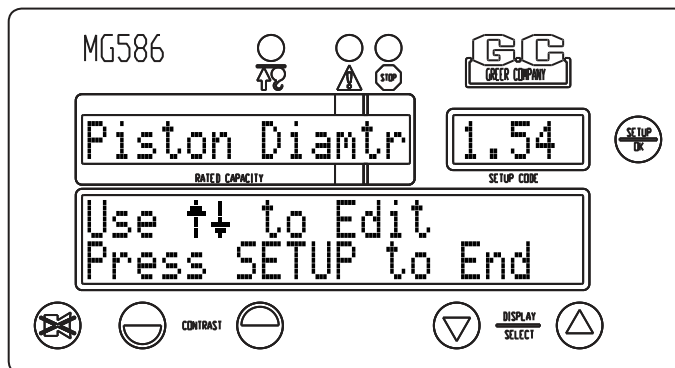 MG586
STOP
G.C.
GREER COMPANY
Piston Diamtr
1.54
SETUP
OK
RATED CAPACITY
SETUP CODE
Use ↑↓ to Edit
Press SETUP to End
CONTRAST
DISPLAY
SELECT